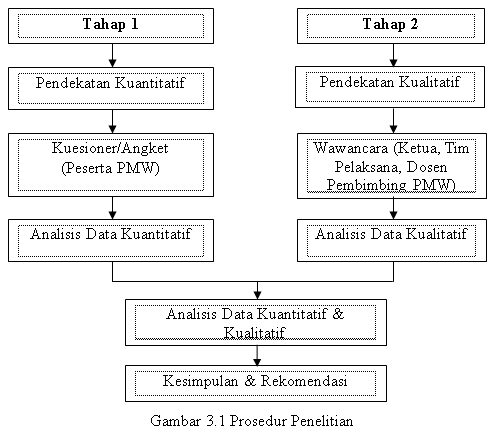 Tahap 1
Tahap 2
Pendekatan Kuantitatif
Pendekatan Kualitatif
Kuesioner/Angket
(Peserta PMW)
Wawancara (Ketua, Tim
Pelaksana, Dosen
Pembimbing PMW)
Analisis Data Kuantitatif
Analisis Data Kualitatif
Analisis Data Kuantitatif &
Kualitatif
Kesimpulan & Rekomendasi
Gambar 3.1 Prosedur Penelitian